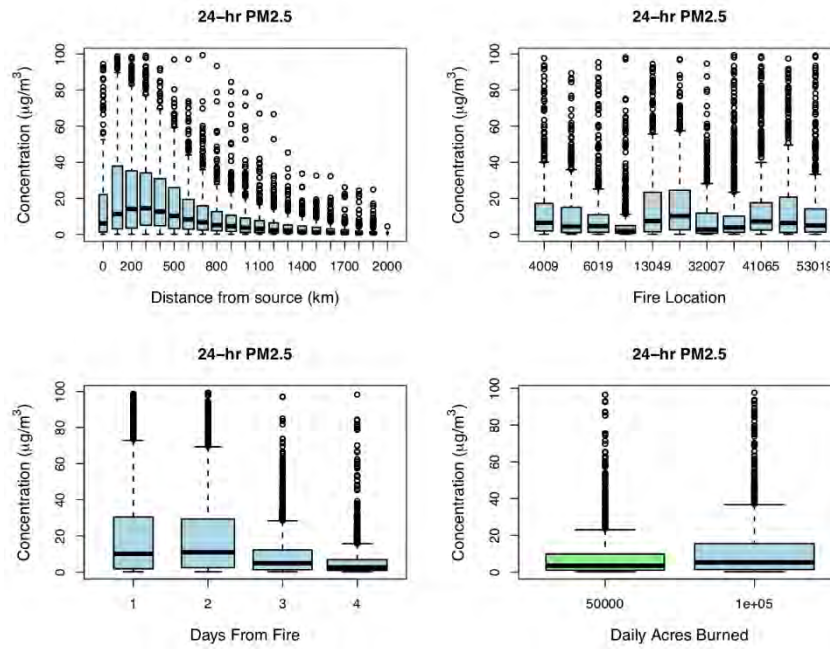 24-hr PM2.5
Concentration (µg/m³)
0 20 40 60 80 100
0 200 500 800 1100 1400 1700 2000
Distance from source (km)
24-hr PM2.5
Concentration (µg/m³)
0 20 40 60 80 100
4009 6019 13049 32007 41065 53019
Fire Location
24-hr PM2.5
Concentration (µg/m³)
0 20 40 60 80 100
1 2 3 4
Days From Fire
24-hr PM2.5
Concentration (µg/m³)
0 20 40 60 80 100
50000 1e+05
Daily Acres Burned